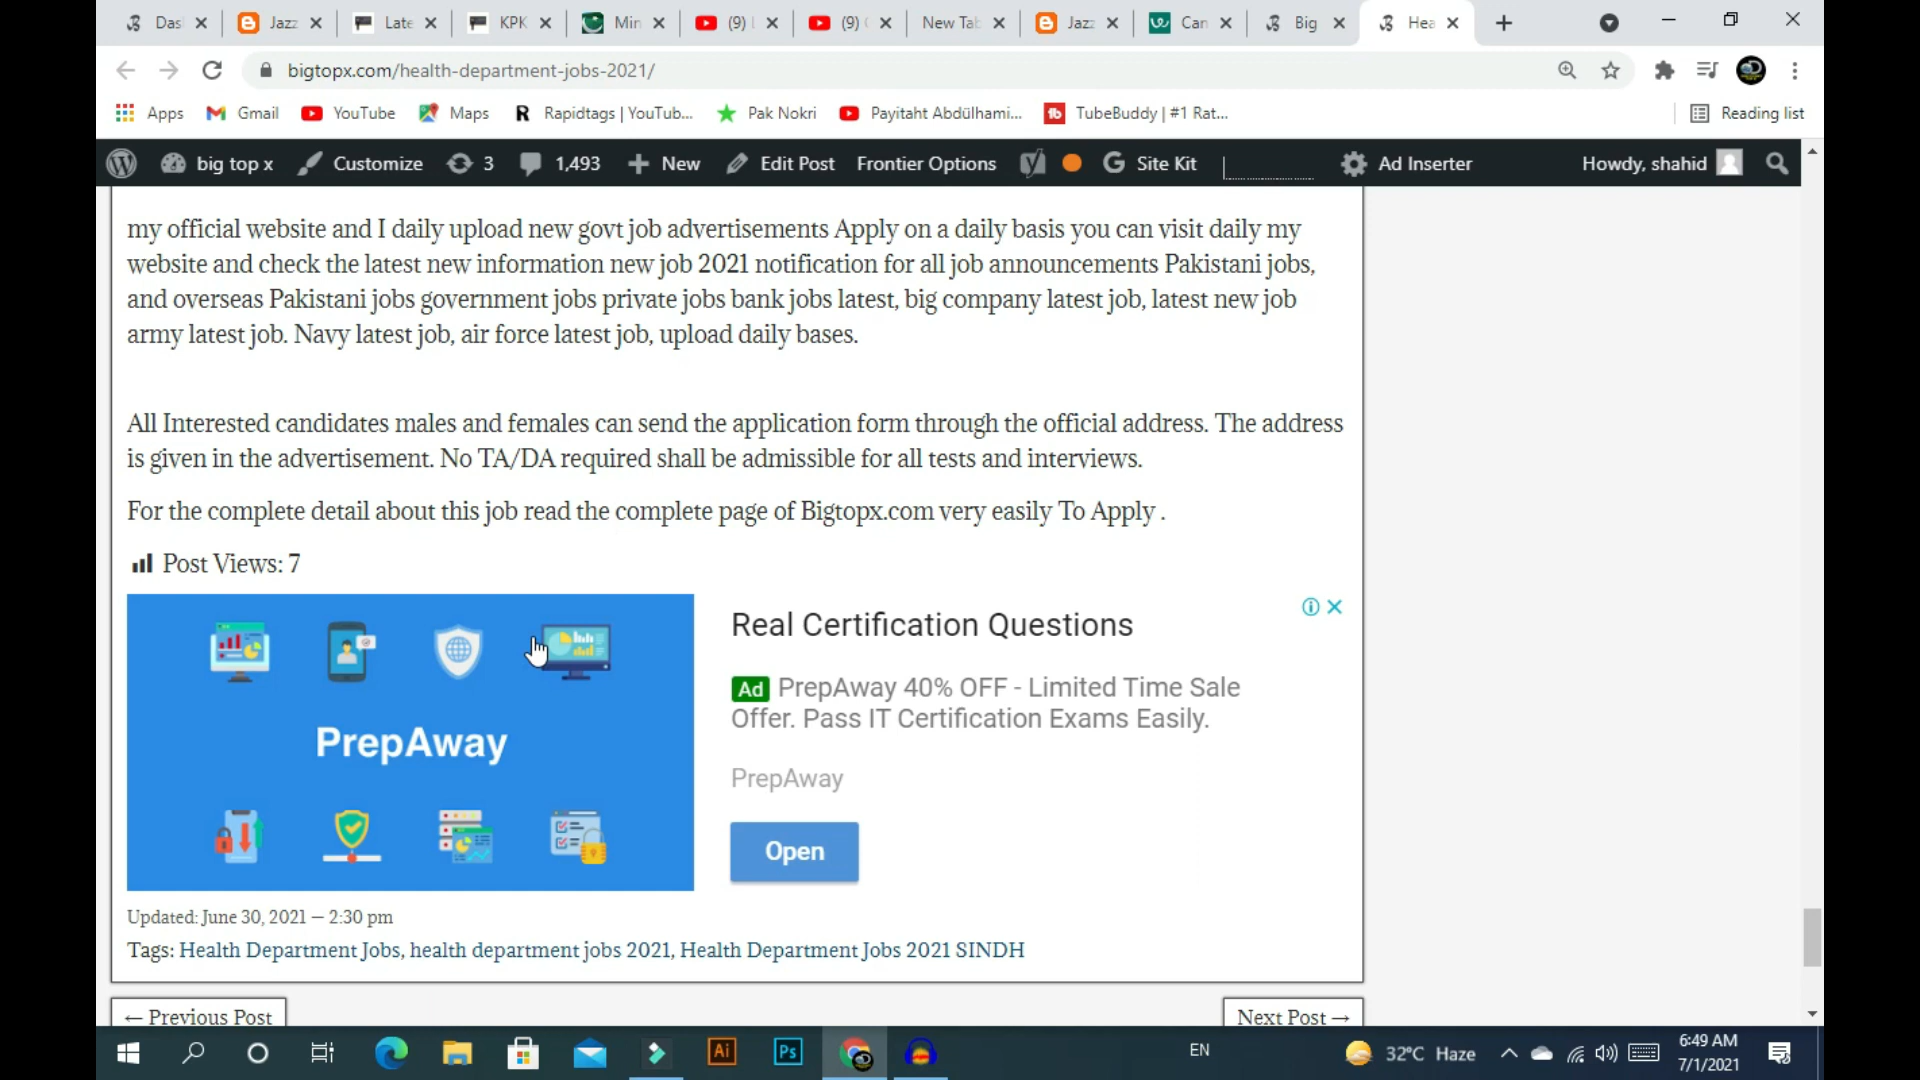 Das
Jazz
Late
KPK
Min
(9)
(9)
New Tab
Jazz
Can
Big
Hea
bigtopx.com/health-department-jobs-2021/
Apps
Gmail
YouTube
Maps
Rapidtags | YouTub...
Pak Nokri
Payitaht Abdülhami...
TubeBuddy | #1 Rat...
Reading list
big top x
Customize
3
1,493
New
Edit Post
Frontier Options
Site Kit
Ad Inserter
Howdy, shahid
my official website and I daily upload new govt job advertisements Apply on a daily basis you can visit daily my
website and check the latest new information new job 2021 notification for all job announcements Pakistani jobs,
and overseas Pakistani jobs government jobs private jobs bank jobs latest, big company latest job, latest new job
army latest job. Navy latest job, air force latest job, upload daily bases.
All Interested candidates males and females can send the application form through the official address. The address
is given in the advertisement. No TA/DA required shall be admissible for all tests and interviews.
For the complete detail about this job read the complete page of Bigtopx.com very easily To Apply .
Post Views: 7
PrepAway
Real Certification Questions
Ad PrepAway 40% OFF - Limited Time Sale
Offer. Pass IT Certification Exams Easily.
PrepAway
Open
Updated: June 30, 2021 — 2:30 pm
Tags: Health Department Jobs, health department jobs 2021, Health Department Jobs 2021 SINDH
← Previous Post
Next Post →
Ai
Ps
EN
32°C Haze
6:49 AM
7/1/2021